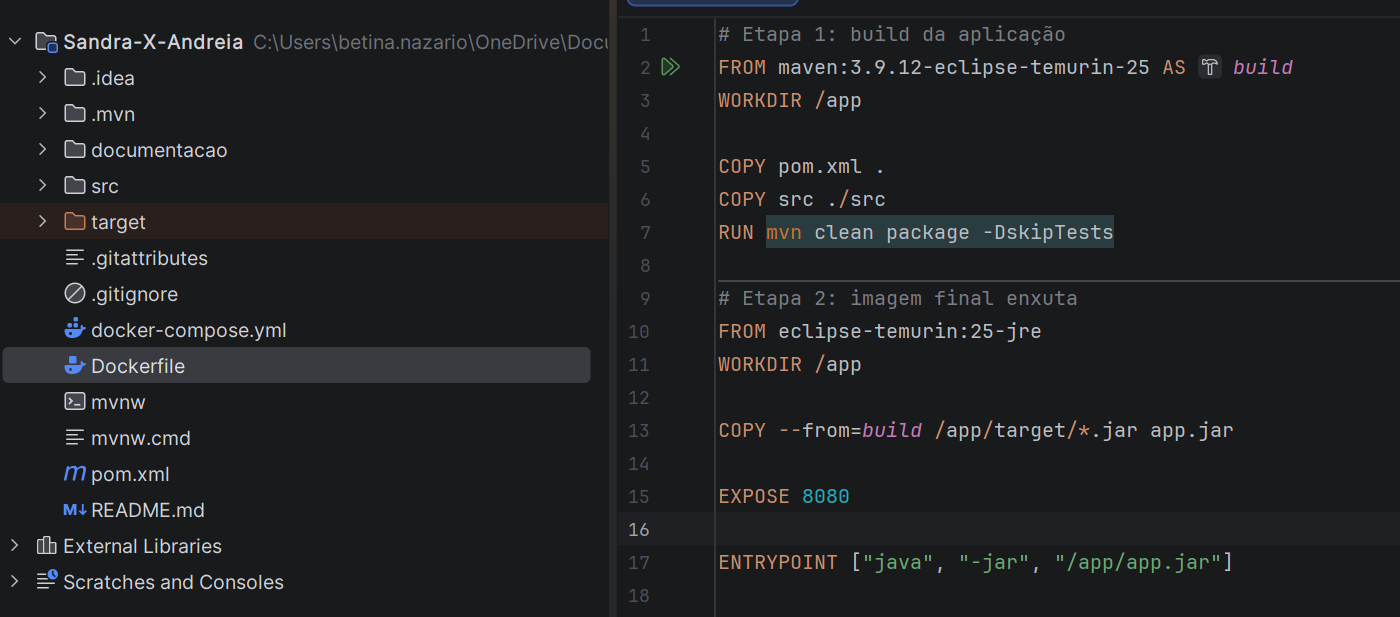 Sandra-X-Andreia C:\Users\betina.nazario\OneDrive\Docu
.idea
.mvn
documentacao
src
target
.gitattributes
.gitignore
docker-compose.yml
Dockerfile
mvnw
mvnw.cmd
pom.xml
M↓ README.md
External Libraries
Scratches and Consoles
1 # Etapa 1: build da aplicação
2 FROM maven:3.9.12-eclipse-temurin-25 AS build
3 WORKDIR /app
4
5 COPY pom.xml .
6 COPY src ./src
7 RUN mvn clean package -DskipTests
8
9 # Etapa 2: imagem final enxuta
10 FROM eclipse-temurin:25-jre
11 WORKDIR /app
12
13 COPY --from=build /app/target/*.jar app.jar
14
15 EXPOSE 8080
16
17 ENTRYPOINT ["java", "-jar", "/app/app.jar"]
18